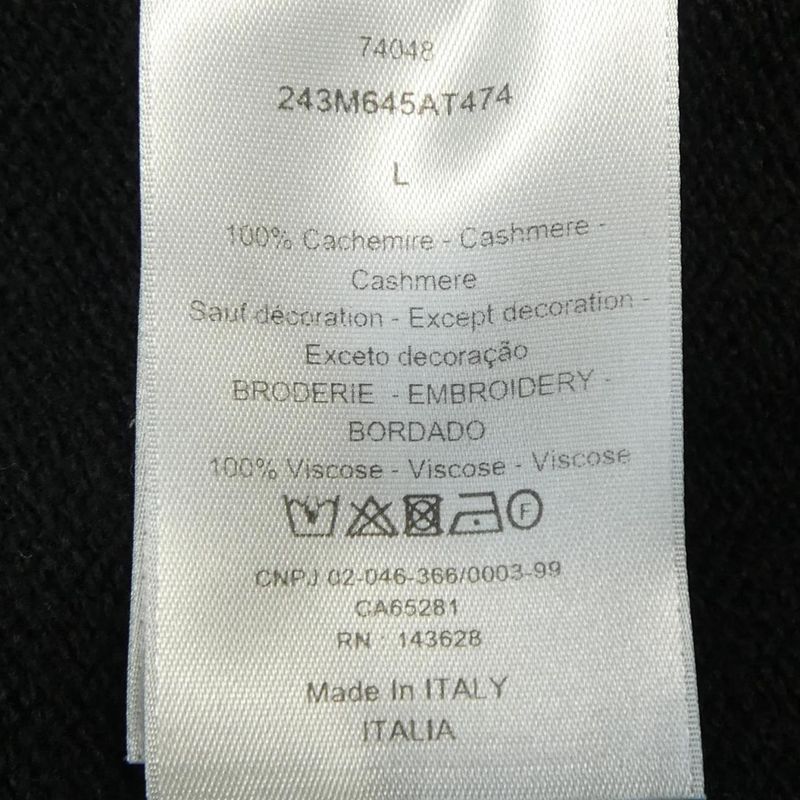 74048
243M645AT474
L
100% Cachemire - Cashmere -
Cashmere
Sauf décoration - Except decoration -
Exceto decoração
BRODERIE - EMBROIDERY -
BORDADO
100% Viscose - Viscose - Viscose
F
CNPJ 02-046-366/0003-99
CA65281
RN : 143628
Made In ITALY
ITALIA